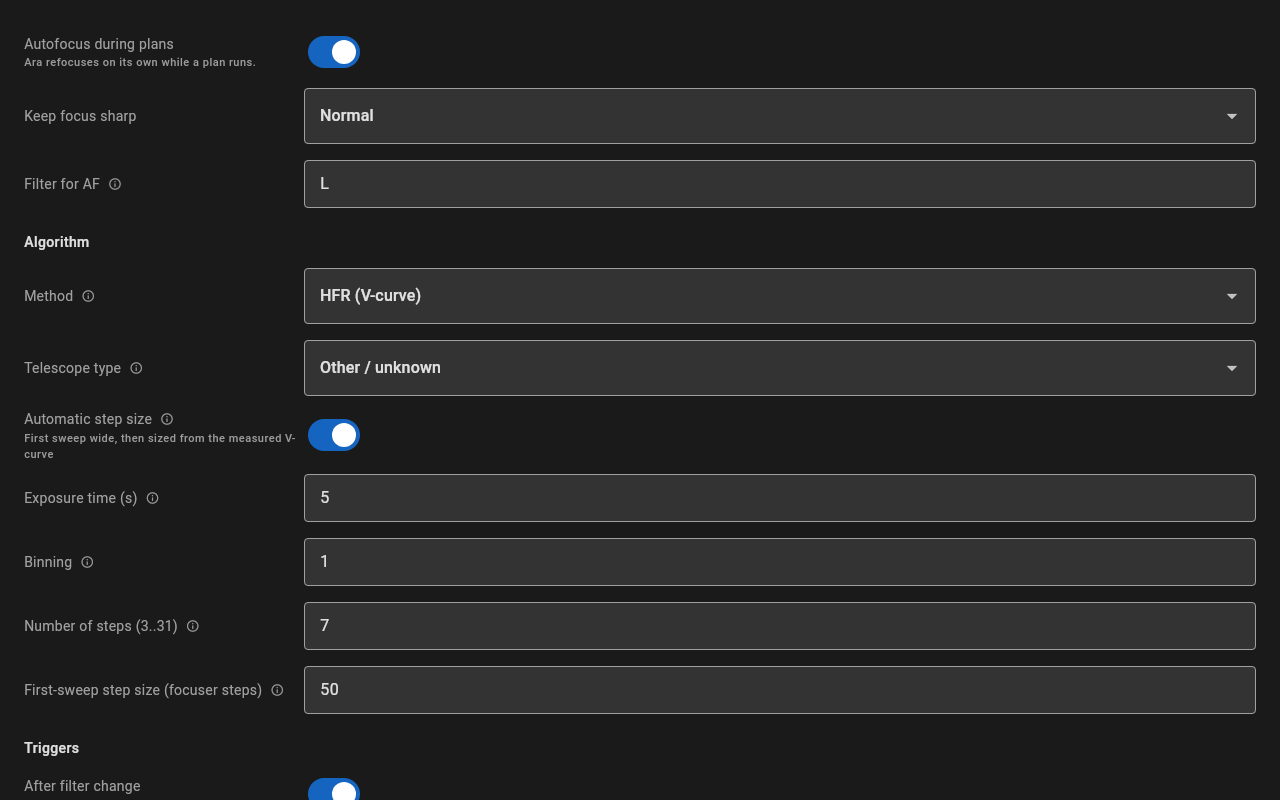 Autofocus during plans
Ara refocuses on its own while a plan runs.
Keep focus sharp
Normal
Filter for AF
L
Algorithm
Method
HFR (V-curve)
Telescope type
Other / unknown
Automatic step size
First sweep wide, then sized from the measured V-
curve
Exposure time (s)
5
Binning
1
Number of steps (3..31)
7
First-sweep step size (focuser steps)
50
Triggers
After filter change